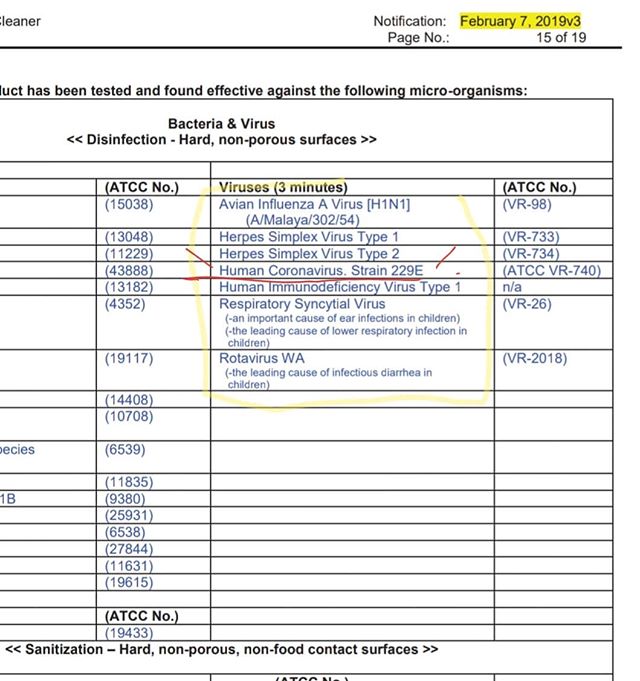 Cleaner
Notification: February 7, 2019v3
Page No.: 15 of 19
uct has been tested and found effective against the following micro-organisms:
Bacteria & Virus
<< Disinfection - Hard, non-porous surfaces >>
(ATCC No.) Viruses (3 minutes) (ATCC No.)
(15038) Avian Influenza A Virus [H1N1] (VR-98)
(A/Malaya/302/54)
(13048) Herpes Simplex Virus Type 1 (VR-733)
(11229) Herpes Simplex Virus Type 2 (VR-734)
(43888) Human Coronavirus. Strain 229E (ATCC VR-740)
(13182) Human Immunodeficiency Virus Type 1 n/a
(4352) Respiratory Syncytial Virus (VR-26)
(-an important cause of ear infections in children)
(-the leading cause of lower respiratory infection in
children)
(19117) Rotavirus WA (VR-2018)
(-the leading cause of infectious diarrhea in
children)
(14408)
(10708)
ecies (6539)
(11835)
1B (9380)
(25931)
(6538)
(27844)
(11631)
(19615)
(ATCC No.)
(19433)
<< Sanitization – Hard, non-porous, non-food contact surfaces >>
(ATCC No.)